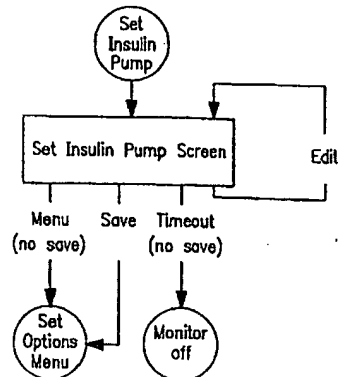 Set
Insulin
Pump
Set Insulin Pump Screen
Edit
Menu
(no save)
Save
Timeout
(no save)
Set
Options
Menu
Monitor
off